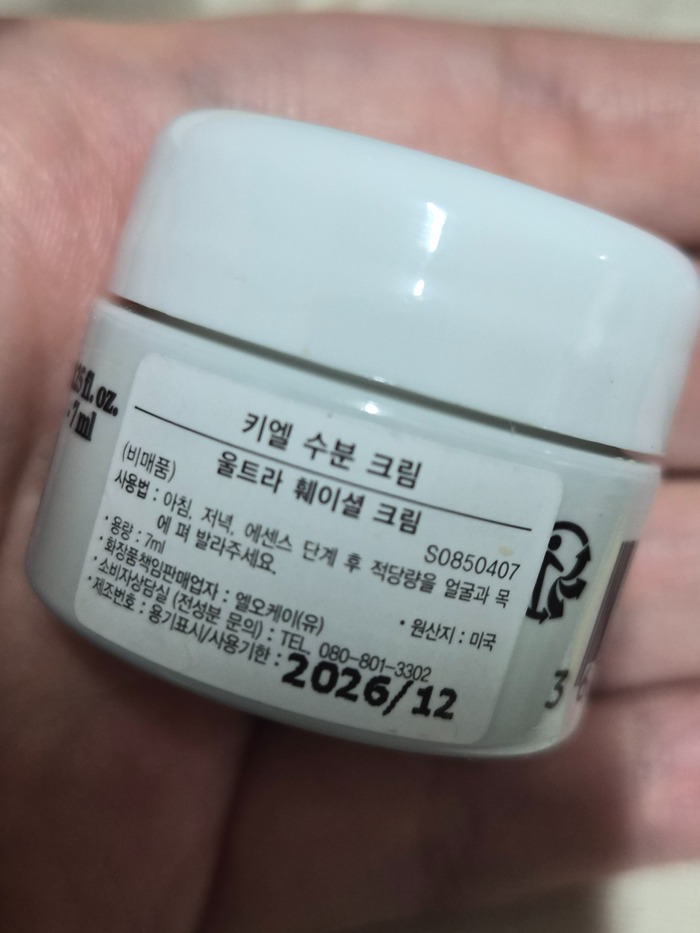 fl. oz.
7 ml
키엘 수분 크림
울트라 훼이셜 크림
(비매품)
S0850407
사용법 : 아침, 저녁, 에센스 단계 후 적당량을 얼굴과 목
에 펴 발라주세요.
·용량 : 7ml
·원산지 : 미국
·화장품책임판매업자 : 엘오케이(유)
·소비자상담실 (전성분 문의) : TEL 080-801-3302
·제조번호 : 용기표시/사용기한 : 2026/12
3